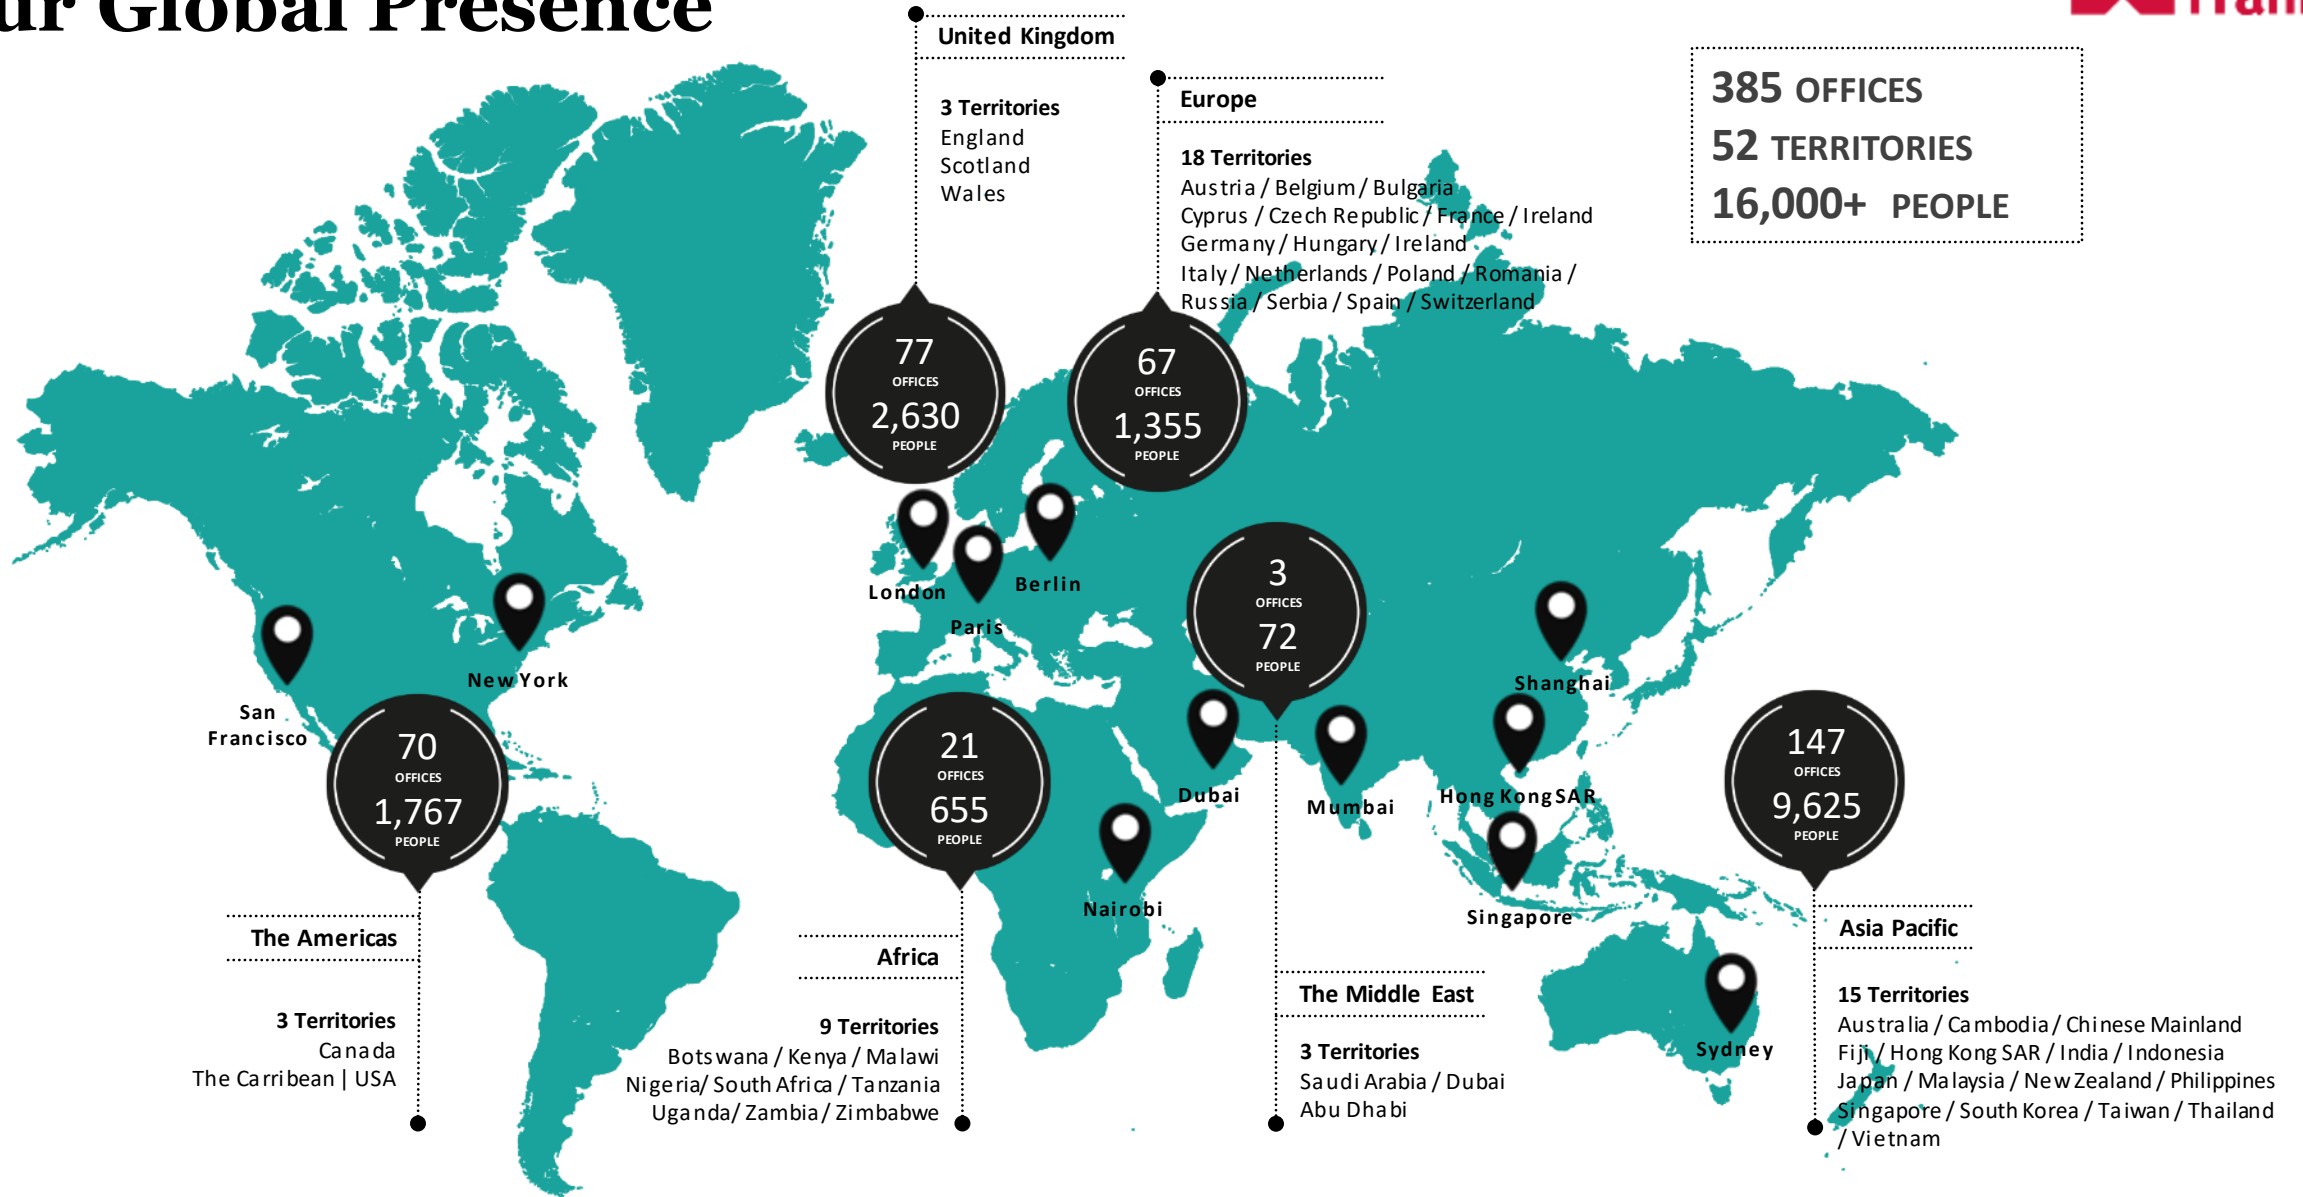 ur Global Presence
United Kingdom
3 Territories
England
Scotland
Wales
Europe
18 Territories
Austria / Belgium / Bulgaria
Cyprus / Czech Republic / France / Ireland
Germany / Hungary / Ireland
Italy / Netherlands / Poland / Romania /
Russia / Serbia / Spain / Switzerland
385 OFFICES
52 TERRITORIES
16,000+ PEOPLE
77
OFFICES
2,630
PEOPLE
67
OFFICES
1,355
PEOPLE
London
Paris
Berlin
3
OFFICES
72
PEOPLE
San
Francisco
New York
Shanghai
70
OFFICES
1,767
PEOPLE
21
OFFICES
655
PEOPLE
Dubai
Mumbai
Hong Kong SAR
147
OFFICES
9,625
PEOPLE
Nairobi
Singapore
Sydney
The Americas
3 Territories
Canada
The Carribean | USA
Africa
9 Territories
Botswana / Kenya / Malawi
Nigeria/ South Africa / Tanzania
Uganda/ Zambia / Zimbabwe
The Middle East
3 Territories
Saudi Arabia / Dubai
Abu Dhabi
Asia Pacific
15 Territories
Australia / Cambodia / Chinese Mainland
Fiji / Hong Kong SAR / India / Indonesia
Japan / Malaysia / New Zealand / Philippines
Singapore / South Korea / Taiwan / Thailand
/ Vietnam